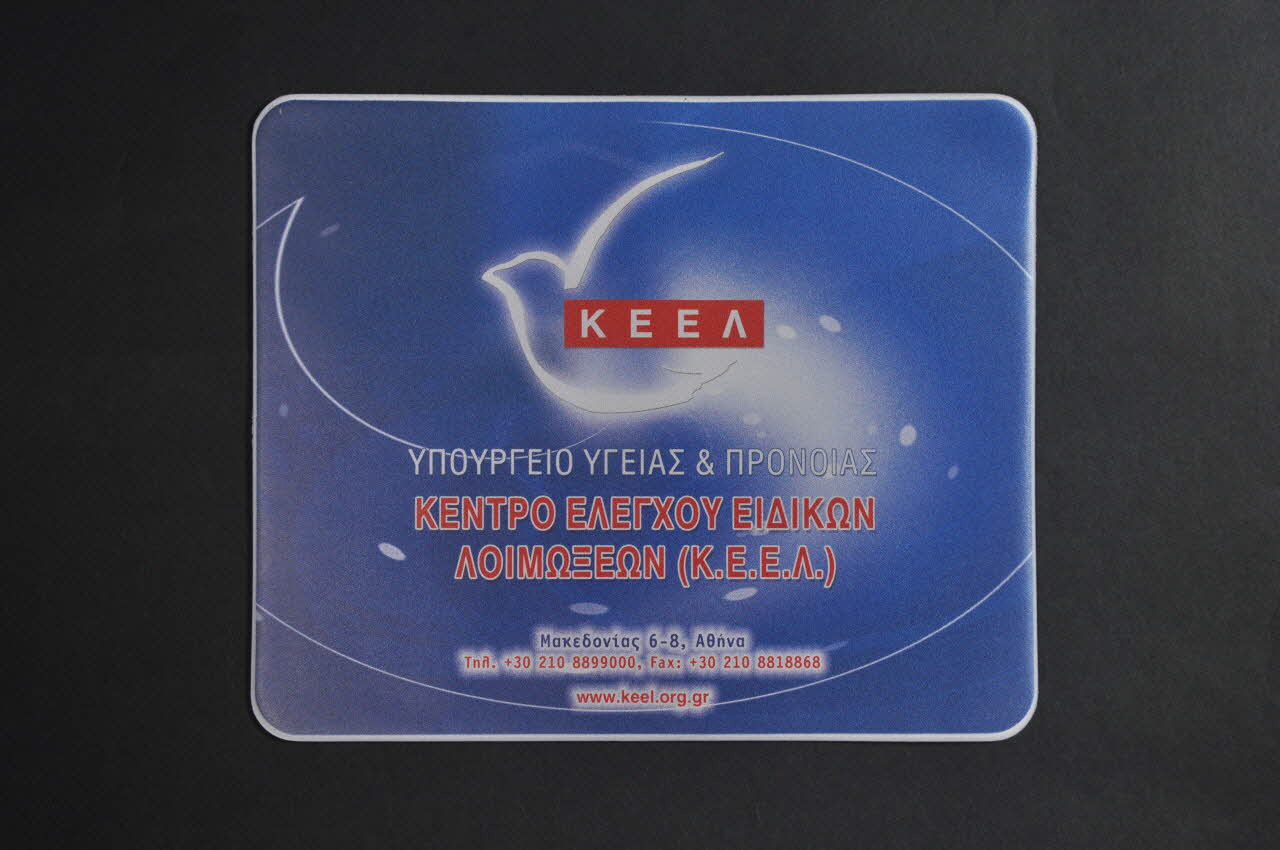 ΚΕΕΛ
ΥΠΟΥΡΓΕΙΟ ΥΓΕΙΑΣ & ΠΡΟΝΟΙΑΣ
ΚΕΝΤΡΟ ΕΛΕΓΧΟΥ ΕΙΔΙΚΩΝ
ΛΟΙΜΩΞΕΩΝ (Κ.Ε.Ε.Λ.)
Μακεδονίας 6-8, Αθήνα
Τηλ. +30 210 8899000, Fax: +30 210 8818868
www.keel.org.gr